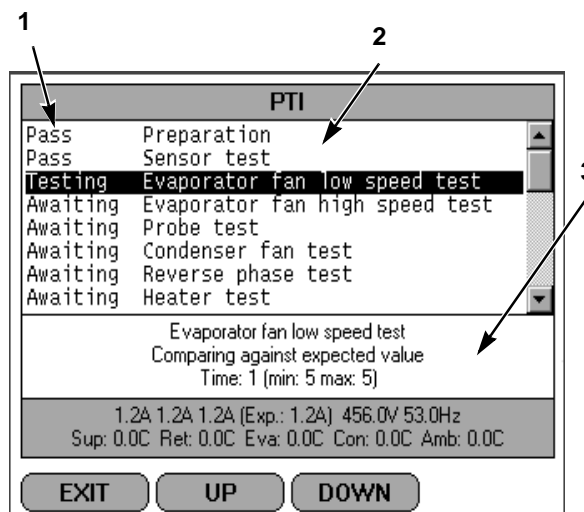 1
2
3
PTI
Pass Preparation
Pass Sensor test
Testing Evaporator fan low speed test
Awaiting Evaporator fan high speed test
Awaiting Probe test
Awaiting Condenser fan test
Awaiting Reverse phase test
Awaiting Heater test
Evaporator fan low speed test
Comparing against expected value
Time: 1 (min: 5 max: 5)
1.2A 1.2A 1.2A (Exp.: 1.2A) 456.0V 53.0Hz
Sup: 0.0C Ret: 0.0C Eva: 0.0C Con: 0.0C Amb: 0.0C
EXIT UP DOWN